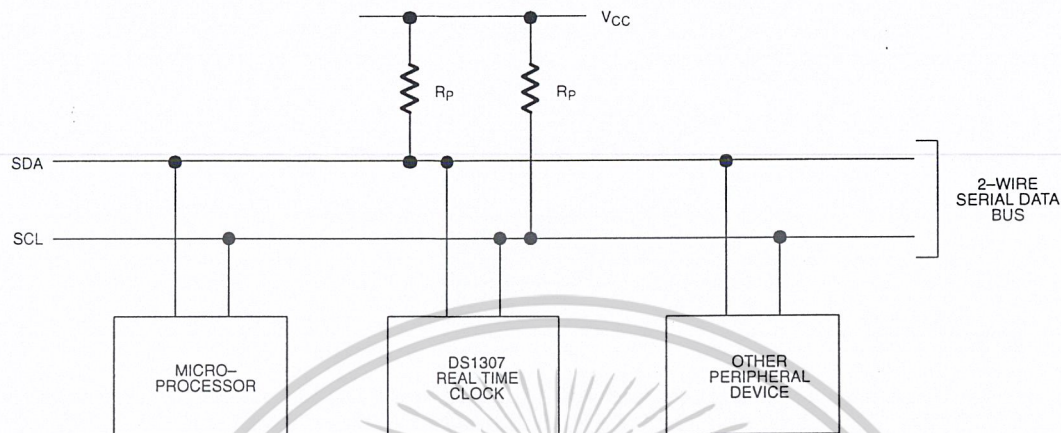 VCC
RP
RP
SDA
2–WIRE
SERIAL DATA
BUS
SCL
MICRO–
PROCESSOR
DS1307
REAL TIME
CLOCK
OTHER
PERIPHERAL
DEVICE